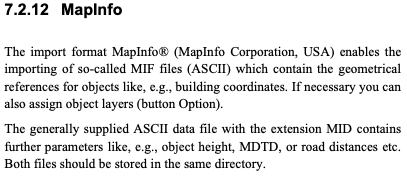 7.2.12 MapInfo
The import format MapInfo® (MapInfo Corporation, USA) enables the
importing of so-called MIF files (ASCII) which contain the geometrical
references for objects like, e.g., building coordinates. If necessary you can
also assign object layers (button Option).
The generally supplied ASCII data file with the extension MID contains
further parameters like, e.g., object height, MDTD, or road distances etc.
Both files should be stored in the same directory.